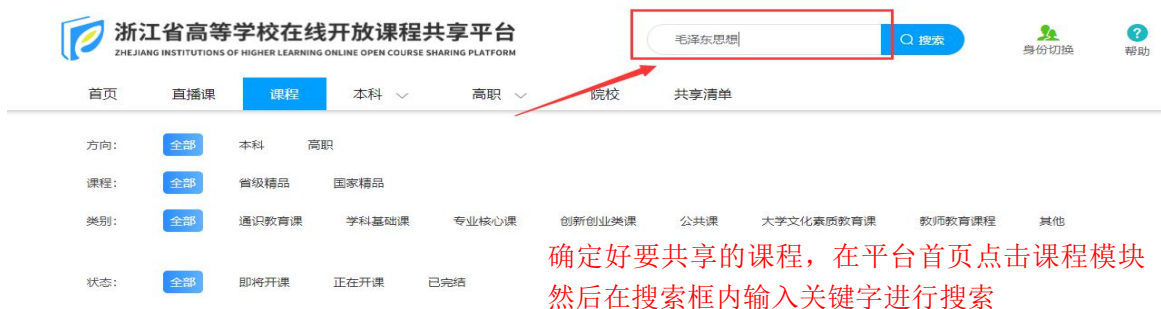 浙江省高等学校在线开放课程共享平台
ZHEJIANG INSTITUTIONS OF HIGHER LEARNING ONLINE OPEN COURSE SHARING PLATFORM
毛泽东思想
搜索
身份切换
?
帮助
首页 直播课 课程 本科 高职 院校 共享清单
方向: 全部 本科 高职
课程: 全部 省级精品 国家精品
类别: 全部 通识教育课 学科基础课 专业核心课 创新创业类课 公共课 大学文化素质教育课 教师教育课程 其他
确定好要共享的课程，在平台首页点击课程模块
状态: 全部 即将开课 正在开课 已完结
然后在搜索框内输入关键字进行搜索